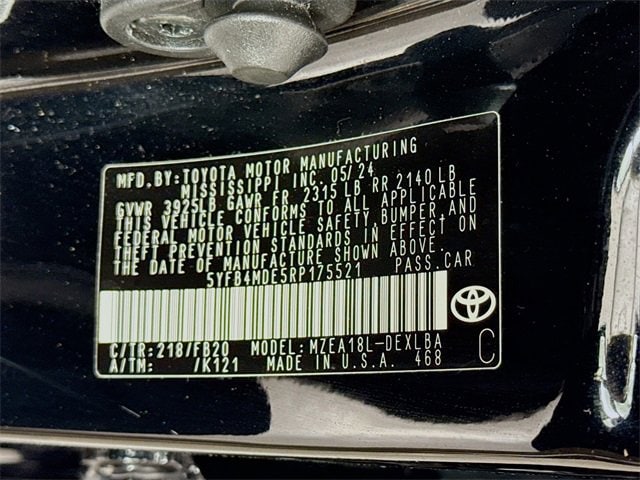 MFD. BY: TOYOTA MOTOR MANUFACTURING
MISSISSIPPI INC. 05/24
GVWR 3925LB GAWR FR 2315 LB RR 2140 LB
THIS VEHICLE CONFORMS TO ALL APPLICABLE
FEDERAL MOTOR VEHICLE SAFETY,BUMPER,AND
THEFT PREVENTION STANDARDS IN EFFECT ON
THE DATE OF MANUFACTURE SHOWN ABOVE.
5YFB4MDE5RP175521 PASS.CAR
C/TR:218/FB20 MODEL: MZEA18L-DEXLBA
A/TM: /K121 MADE IN U.S.A. 468 C